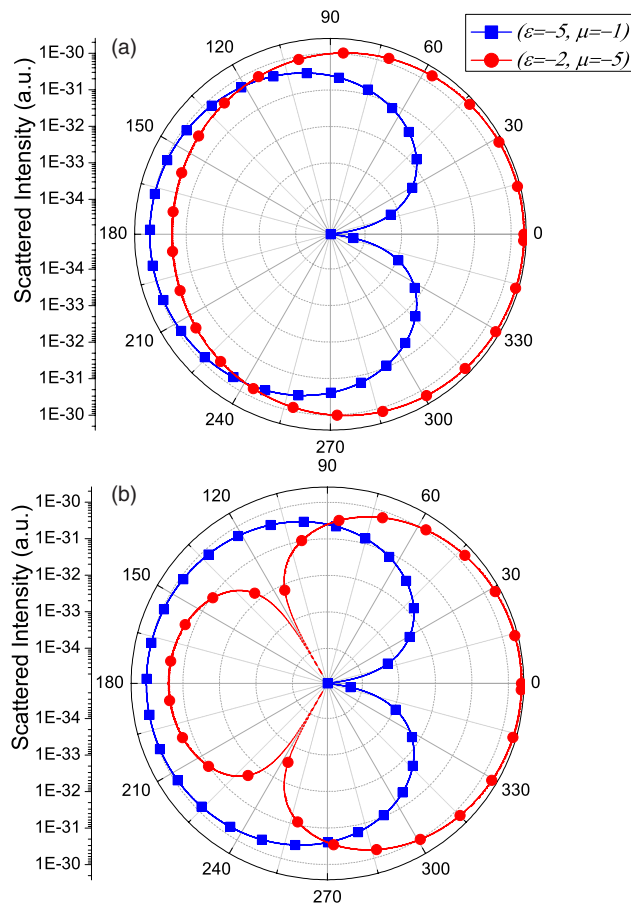 (ε=−5, μ=−1)
(ε=−2, μ=−5)
(a)
Scattered Intensity (a.u.)
1E-30
1E-31
1E-32
1E-33
1E-34
1E-34
1E-33
1E-32
1E-31
1E-30
90
60
30
0
330
300
270
240
210
180
150
120
(b)
Scattered Intensity (a.u.)
1E-30
1E-31
1E-32
1E-33
1E-34
1E-34
1E-33
1E-32
1E-31
1E-30
90
60
30
0
330
300
270
240
210
180
150
120